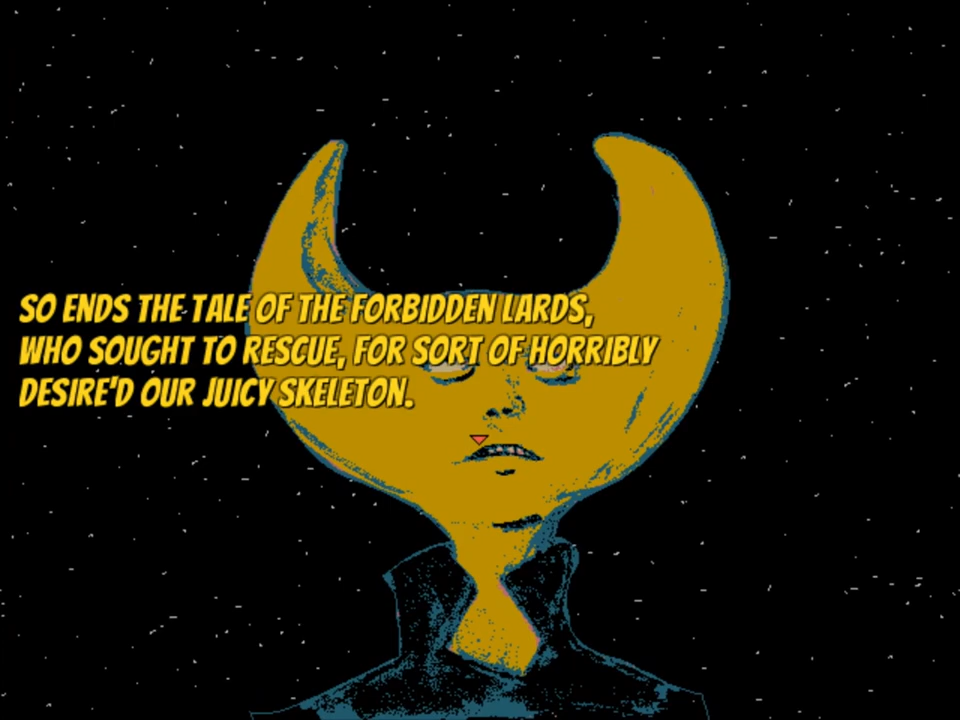 SO ENDS THE TALE OF THE FORBIDDEN LARDS,
WHO SOUGHT TO RESCUE, FOR SORT OF HORRIBLY
DESIRE'D OUR JUICY SKELETON.